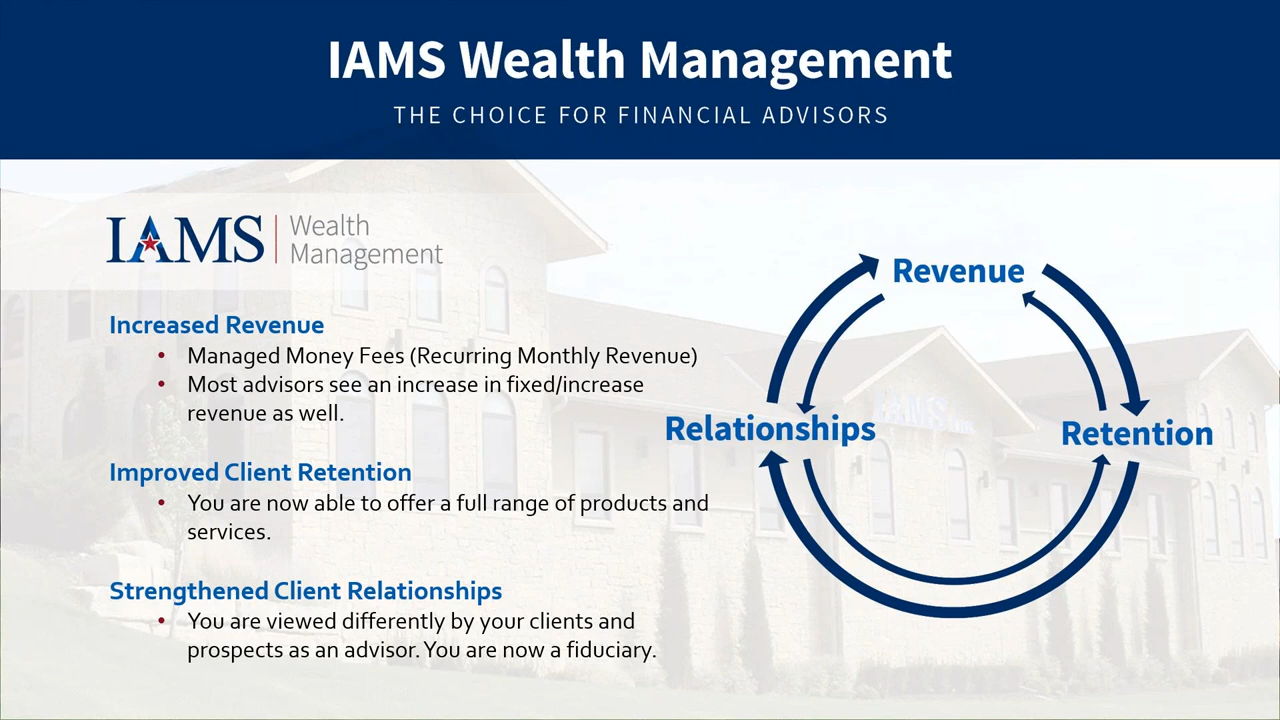 IAMS Wealth Management
THE CHOICE FOR FINANCIAL ADVISORS
IAMS | Wealth
Management
Increased Revenue
• Managed Money Fees (Recurring Monthly Revenue)
• Most advisors see an increase in fixed/increase
revenue as well.
Improved Client Retention
• You are now able to offer a full range of products and
services.
Strengthened Client Relationships
• You are viewed differently by your clients and
prospects as an advisor. You are now a fiduciary.
Revenue
Relationships
Retention
IAMS